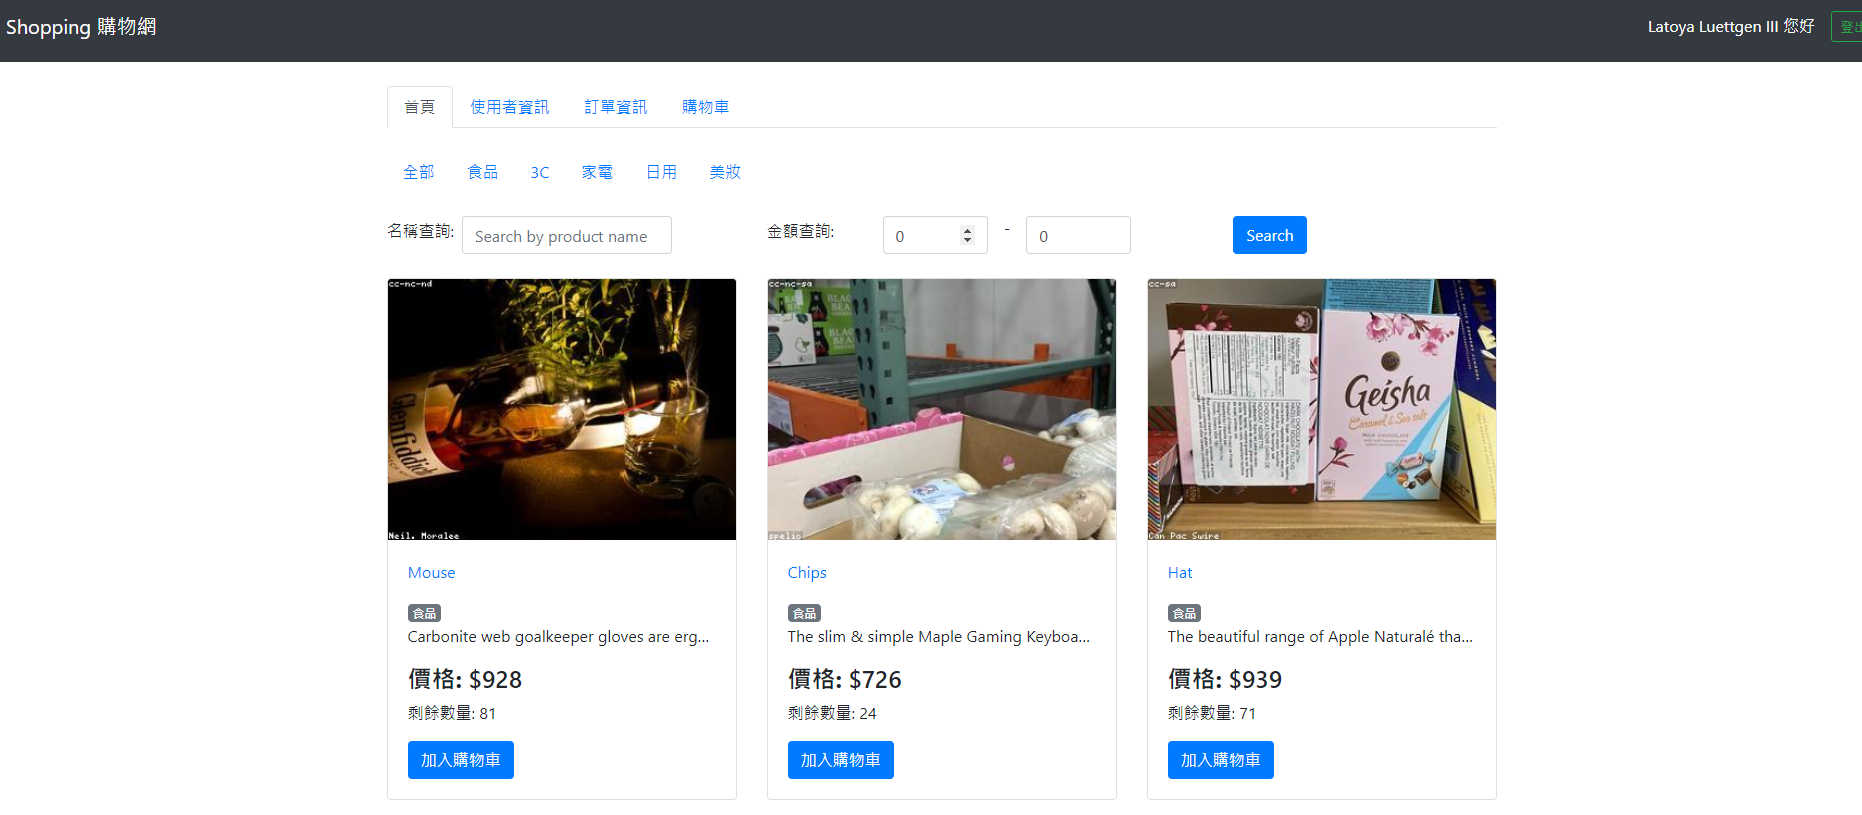 Shopping 購物網
Latoya Luettgen III 您好
登出
首頁 使用者資訊 訂單資訊 購物車
全部 食品 3C 家電 日用 美妝
名稱查詢: Search by product name 金額查詢: 0 - 0 Search
cc-nc-nd
Glenfiddich
Neil. Moralee
cc-nc-sa
BLACK
BLACK
spelio
cc-sa
Geisha
Caramel & Sea salt
MILK CHOCOLATE
Can Pac Swire
Mouse
食品
Carbonite web goalkeeper gloves are erg...
價格: $928
剩餘數量: 81
加入購物車
Chips
食品
The slim & simple Maple Gaming Keyboa...
價格: $726
剩餘數量: 24
加入購物車
Hat
食品
The beautiful range of Apple Naturalé tha...
價格: $939
剩餘數量: 71
加入購物車